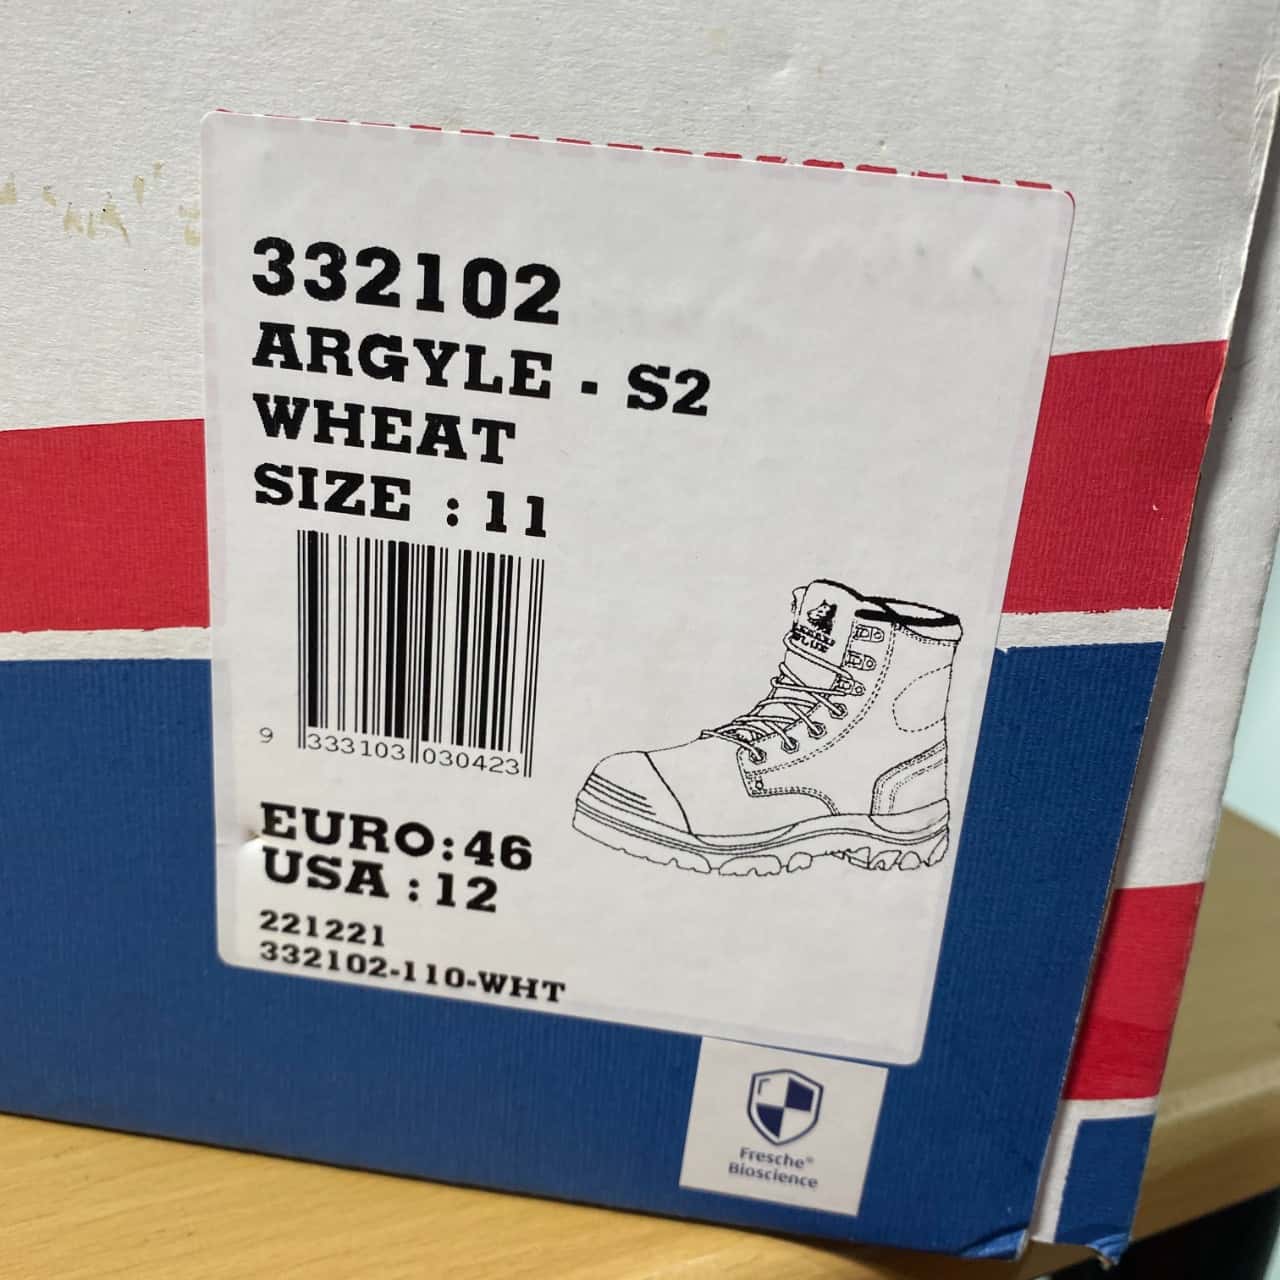 332102
ARGYLE - S2
WHEAT
SIZE : 11
9 333103 030423
EURO:46
USA :12
221221
332102-110-WHT
BLUE
Fresche®
Bioscience